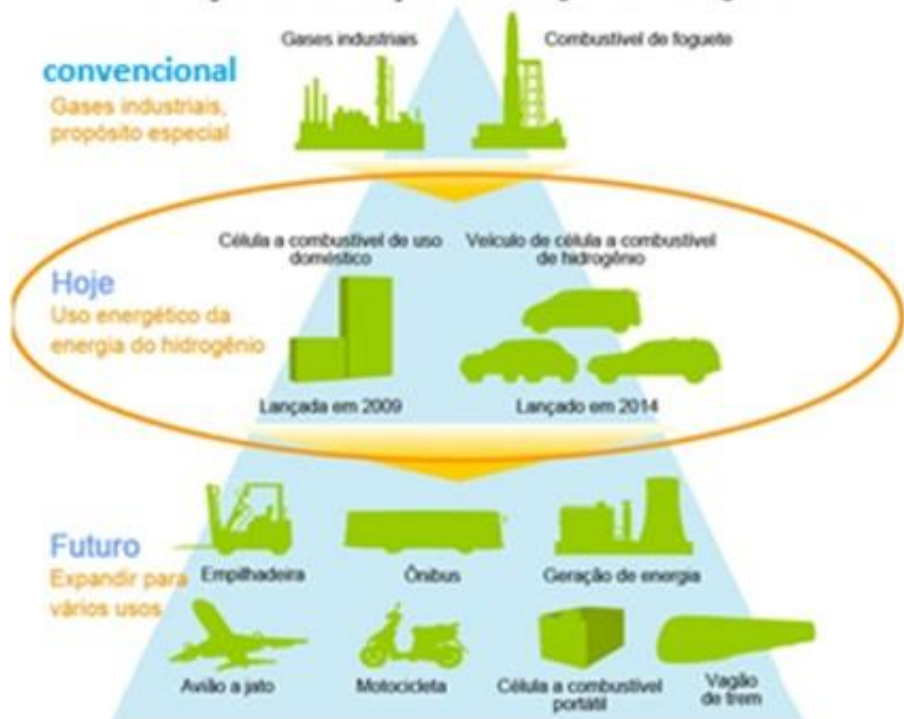 Gases industriais
Combustível de foguete
convencional
Gases industriais,
propósito especial
Célula a combustível de uso
doméstico
Veículo de célula a combustível
de hidrogênio
Hoje
Uso energético da
energia do hidrogênio
Lançada em 2009
Lançado em 2014
Futuro
Expandir para
vários usos
Empilhadeira
Ônibus
Geração de energia
Avião a jato
Motocicleta
Célula a combustível
portátil
Vagão
de trem